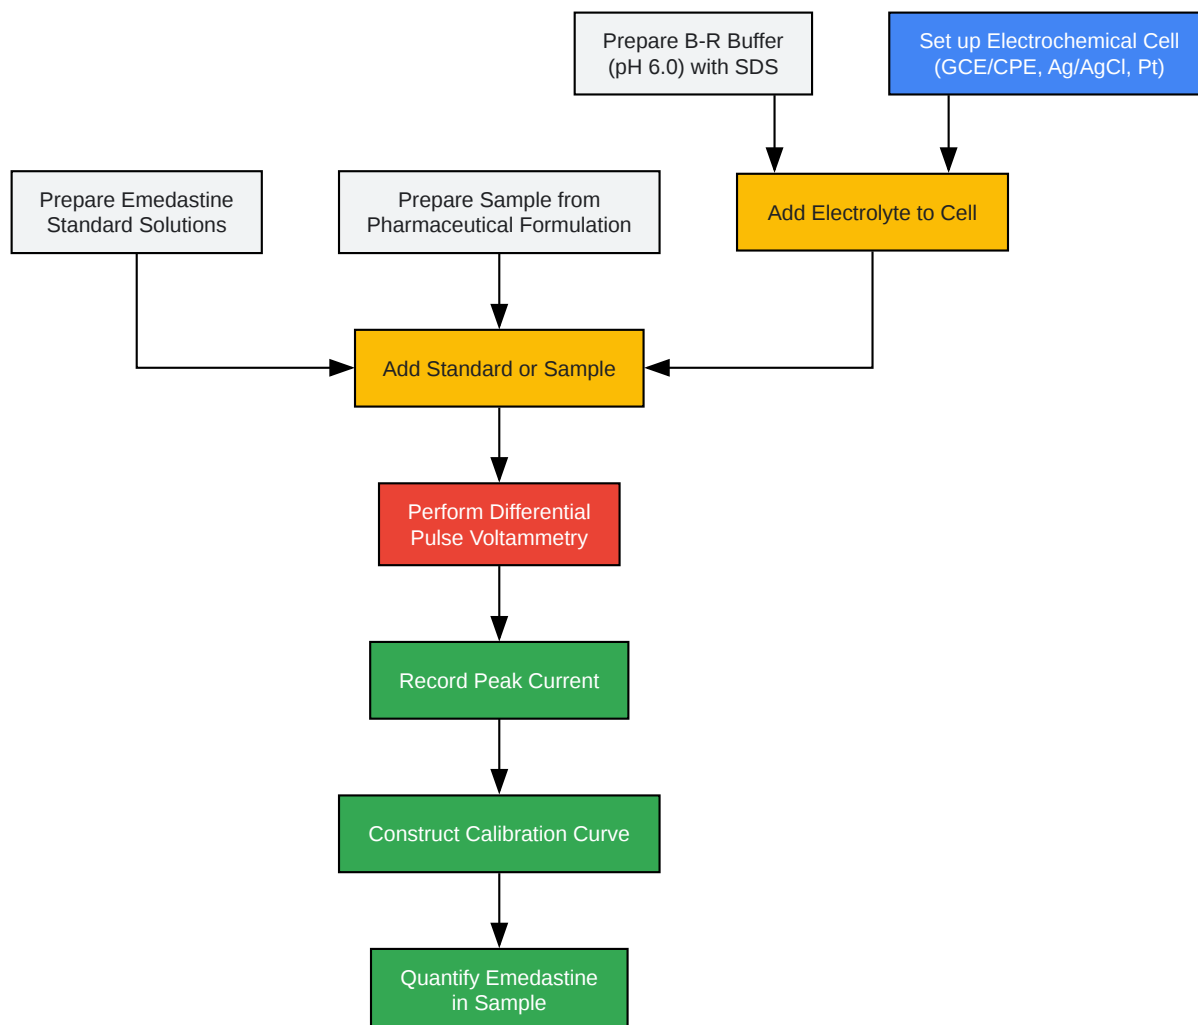 Prepare B-R Buffer
(pH 6.0) with SDS
Set up Electrochemical Cell
(GCE/CPE, Ag/AgCl, Pt)
Prepare Emedastine
Standard Solutions
Prepare Sample from
Pharmaceutical Formulation
Add Electrolyte to Cell
Add Standard or Sample
Perform Differential
Pulse Voltammetry
Record Peak Current
Construct Calibration Curve
Quantify Emedastine
in Sample